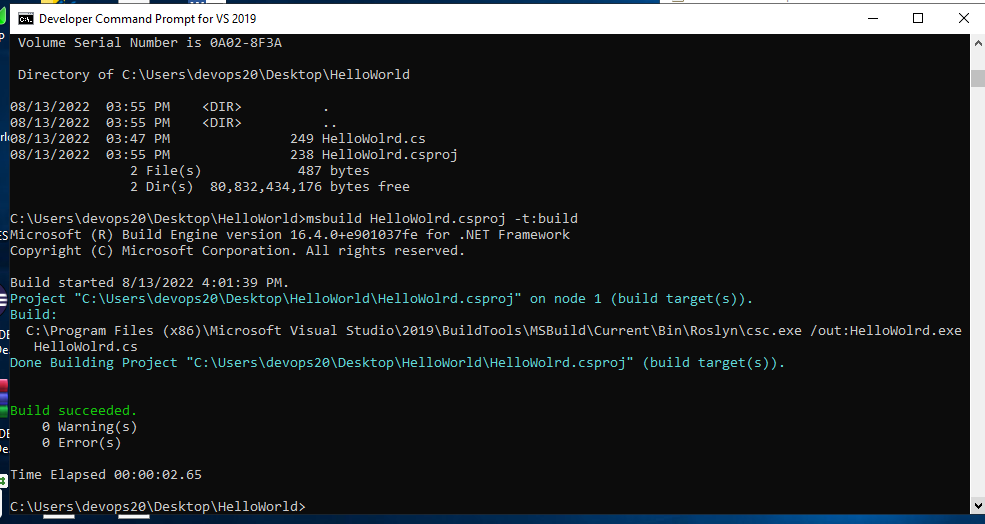 Developer Command Prompt for VS 2019
Volume Serial Number is 0A02-8F3A
Directory of C:\Users\devops20\Desktop\HelloWorld
08/13/2022  03:55 PM    <DIR>          .
08/13/2022  03:55 PM    <DIR>          ..
08/13/2022  03:47 PM               249 HelloWolrd.cs
08/13/2022  03:55 PM               238 HelloWolrd.csproj
2 File(s)            487 bytes
2 Dir(s)  80,832,434,176 bytes free
C:\Users\devops20\Desktop\HelloWorld>msbuild HelloWolrd.csproj -t:build
Microsoft (R) Build Engine version 16.4.0+e901037fe for .NET Framework
Copyright (C) Microsoft Corporation. All rights reserved.
Build started 8/13/2022 4:01:39 PM.
Project "C:\Users\devops20\Desktop\HelloWorld\HelloWolrd.csproj" on node 1 (build target(s)).
Build:
C:\Program Files (x86)\Microsoft Visual Studio\2019\BuildTools\MSBuild\Current\Bin\Roslyn\csc.exe /out:HelloWolrd.exe
HelloWolrd.cs
Done Building Project "C:\Users\devops20\Desktop\HelloWorld\HelloWolrd.csproj" (build target(s)).
Build succeeded.
0 Warning(s)
0 Error(s)
Time Elapsed 00:00:02.65
C:\Users\devops20\Desktop\HelloWorld>